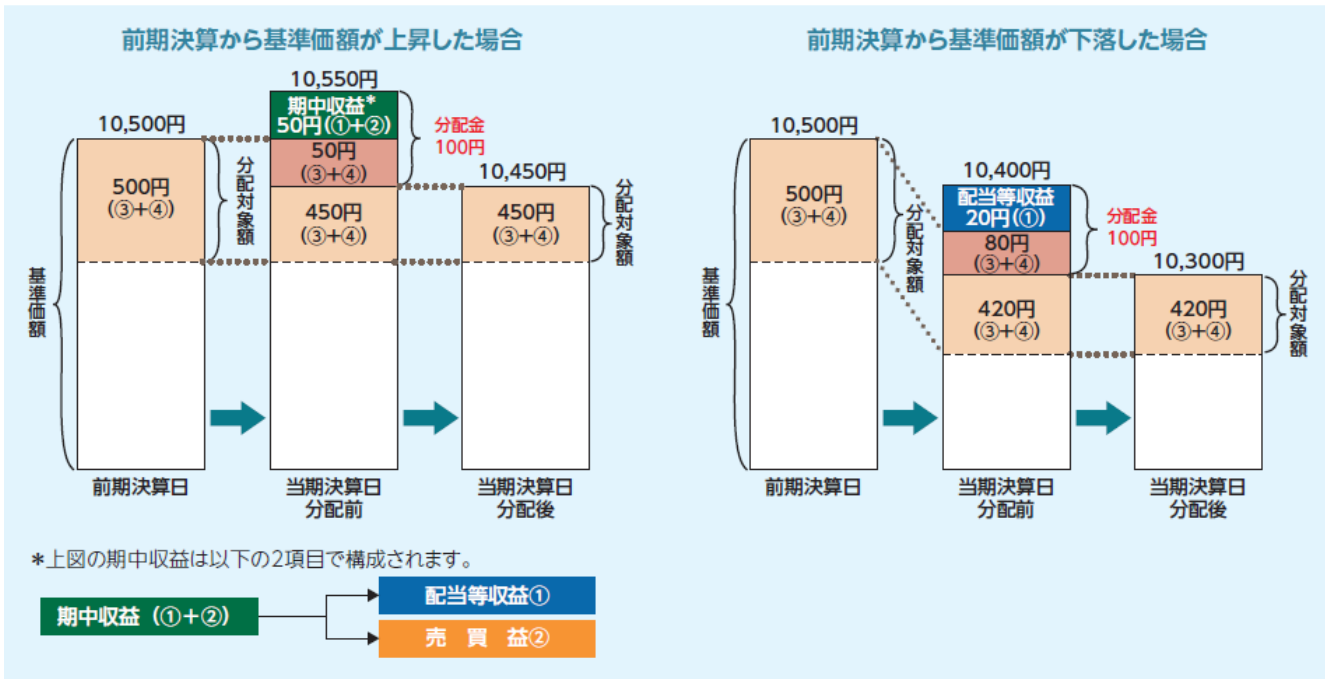 前期決算から基準価額が上昇した場合
10,500円
500円
(③+④)
分配対象額
基準価額
前期決算日
10,550円
期中収益*
50円(①+②)
50円
(③+④)
450円
(③+④)
分配金
100円
当期決算日
分配前
10,450円
450円
(③+④)
分配対象額
当期決算日
分配後
前期決算から基準価額が下落した場合
10,500円
500円
(③+④)
分配対象額
基準価額
前期決算日
10,400円
配当等収益
20円(①)
80円
(③+④)
420円
(③+④)
分配金
100円
当期決算日
分配前
10,300円
420円
(③+④)
分配対象額
当期決算日
分配後
*上図の期中収益は以下の2項目で構成されます。
期中収益（①+②）
配当等収益①
売 買 益②